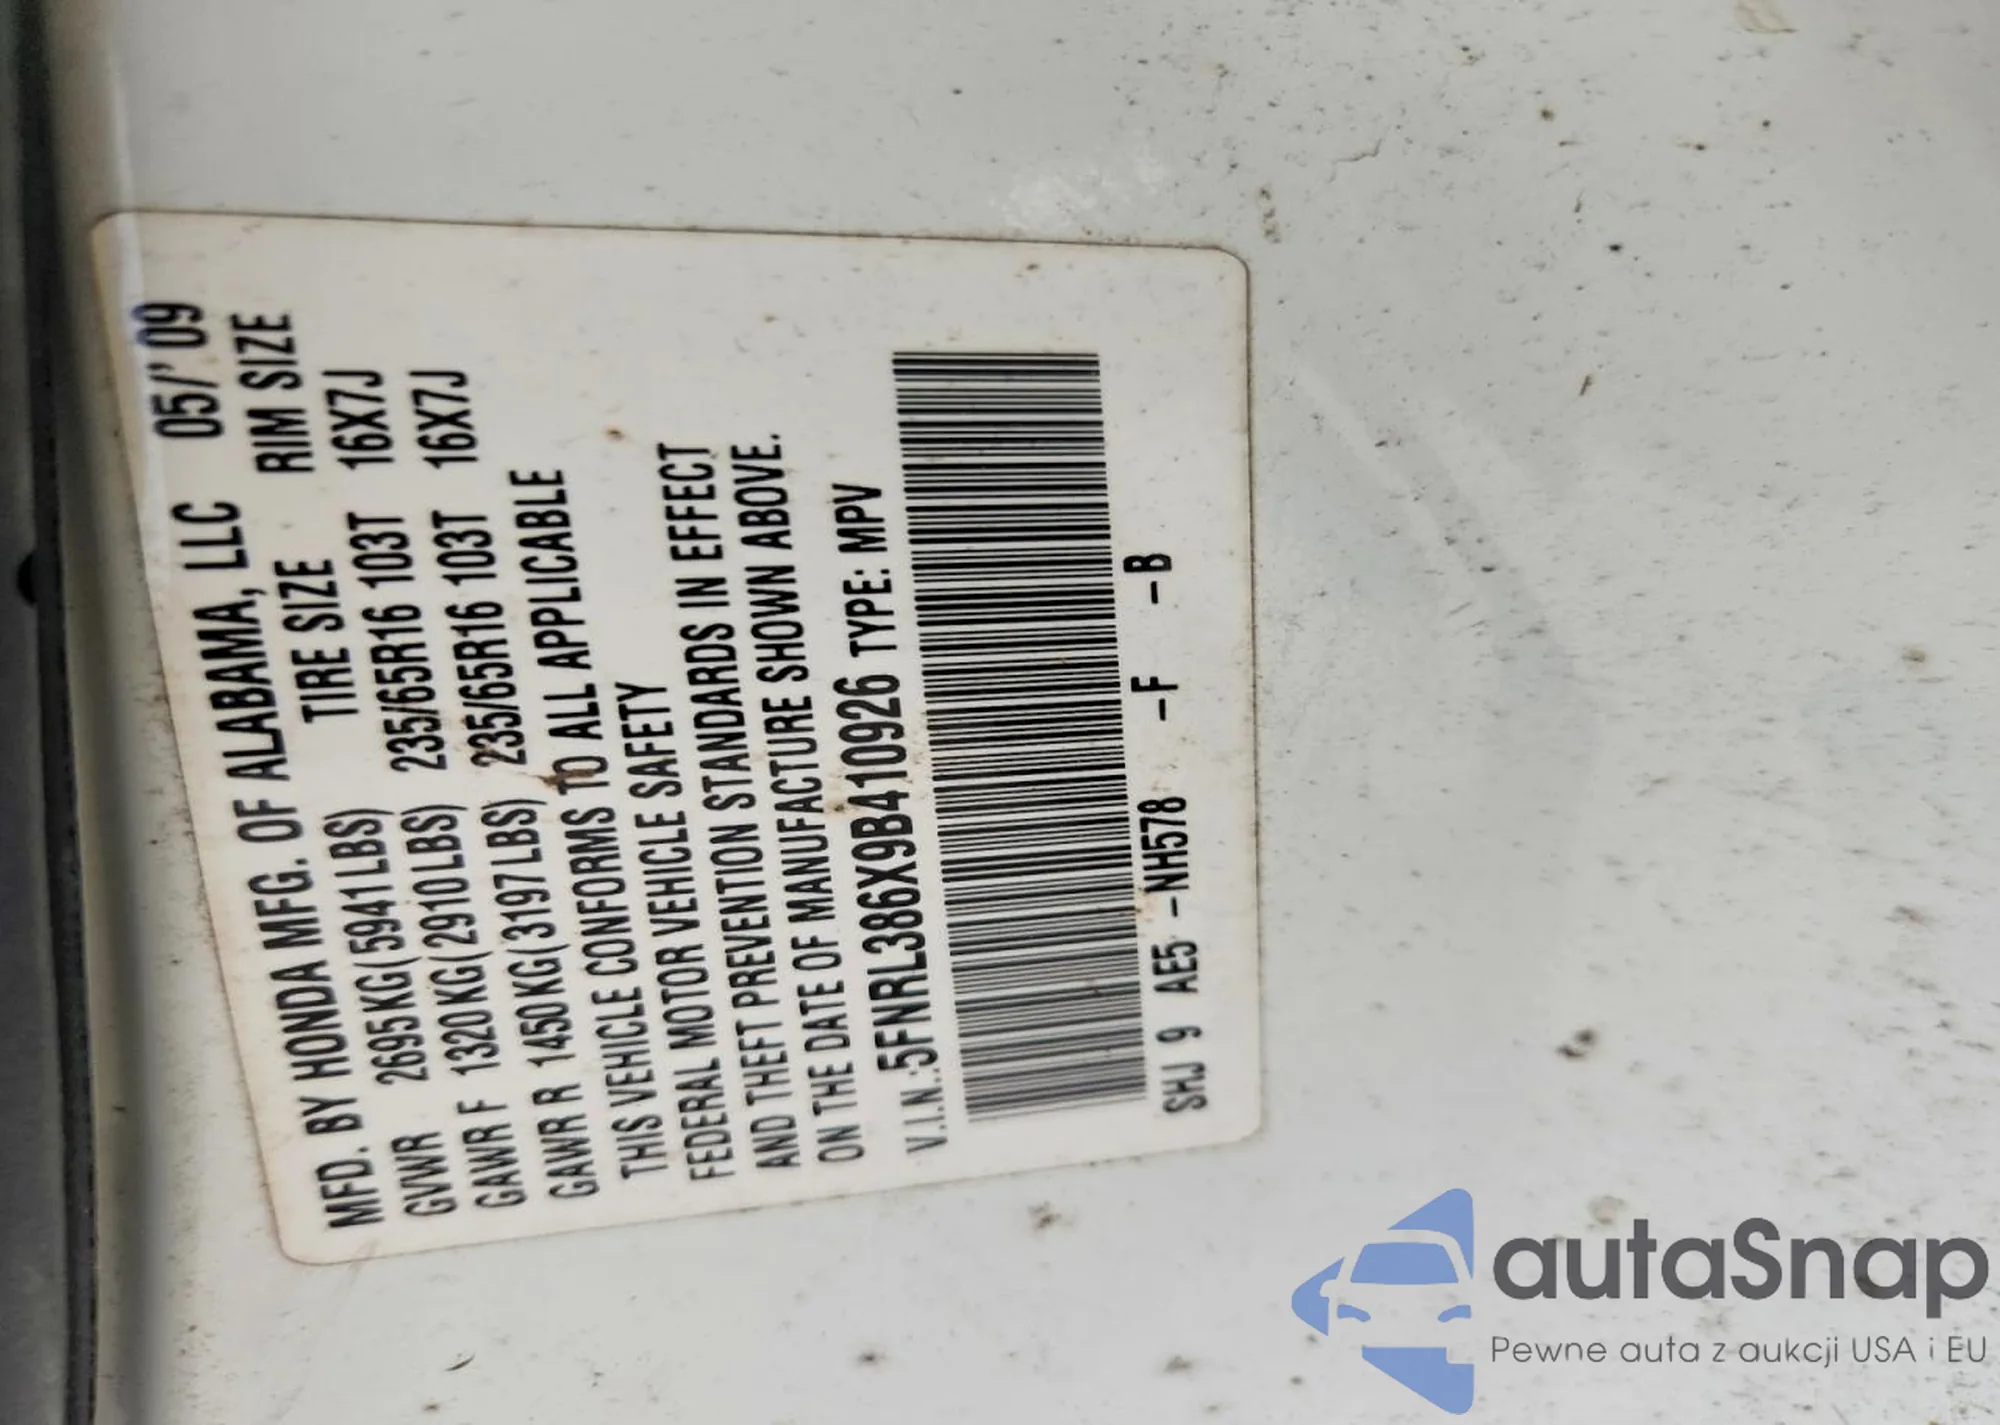 MFD. BY HONDA MFG. OF ALABAMA, LLC 05/'09
TIRE SIZE RIM SIZE
GVWR 2695KG(5941LBS)
GAWR F 1320KG(2910LBS) 235/65R16 103T 16X7J
GAWR R 1450KG(3197LBS) 235/65R16 103T 16X7J
THIS VEHICLE CONFORMS TO ALL APPLICABLE
FEDERAL MOTOR VEHICLE SAFETY
AND THEFT PREVENTION STANDARDS IN EFFECT
ON THE DATE OF MANUFACTURE SHOWN ABOVE.
V.I.N.:5FNRL386X9B410926 TYPE: MPV
SHJ 9 AE5 -NH578 -F -B
autaSnap
Pewne auta z aukcji USA i EU